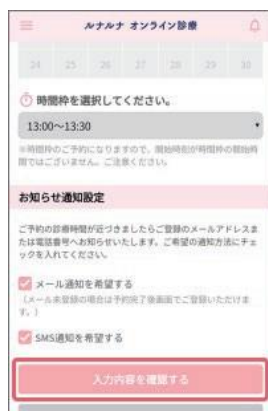 ルナルナ オンライン診療
24 25 26 27 28 29 30
時間枠を選択してください。
13:00〜13:30
※時間枠のご予約になりますので、開始時刻が時間枠の開始時
間ではございません。ご注意ください。
お知らせ通知設定
ご予約の診療時間が近づきましたらご登録のメールアドレスま
たは電話番号へお知らせいたします。ご希望の通知方法にチェ
ックを入れてください。
メール通知を希望する
(メール未登録の場合は予約完了後画面でご登録いただけま
す。)
SMS通知を希望する
入力内容を確認する